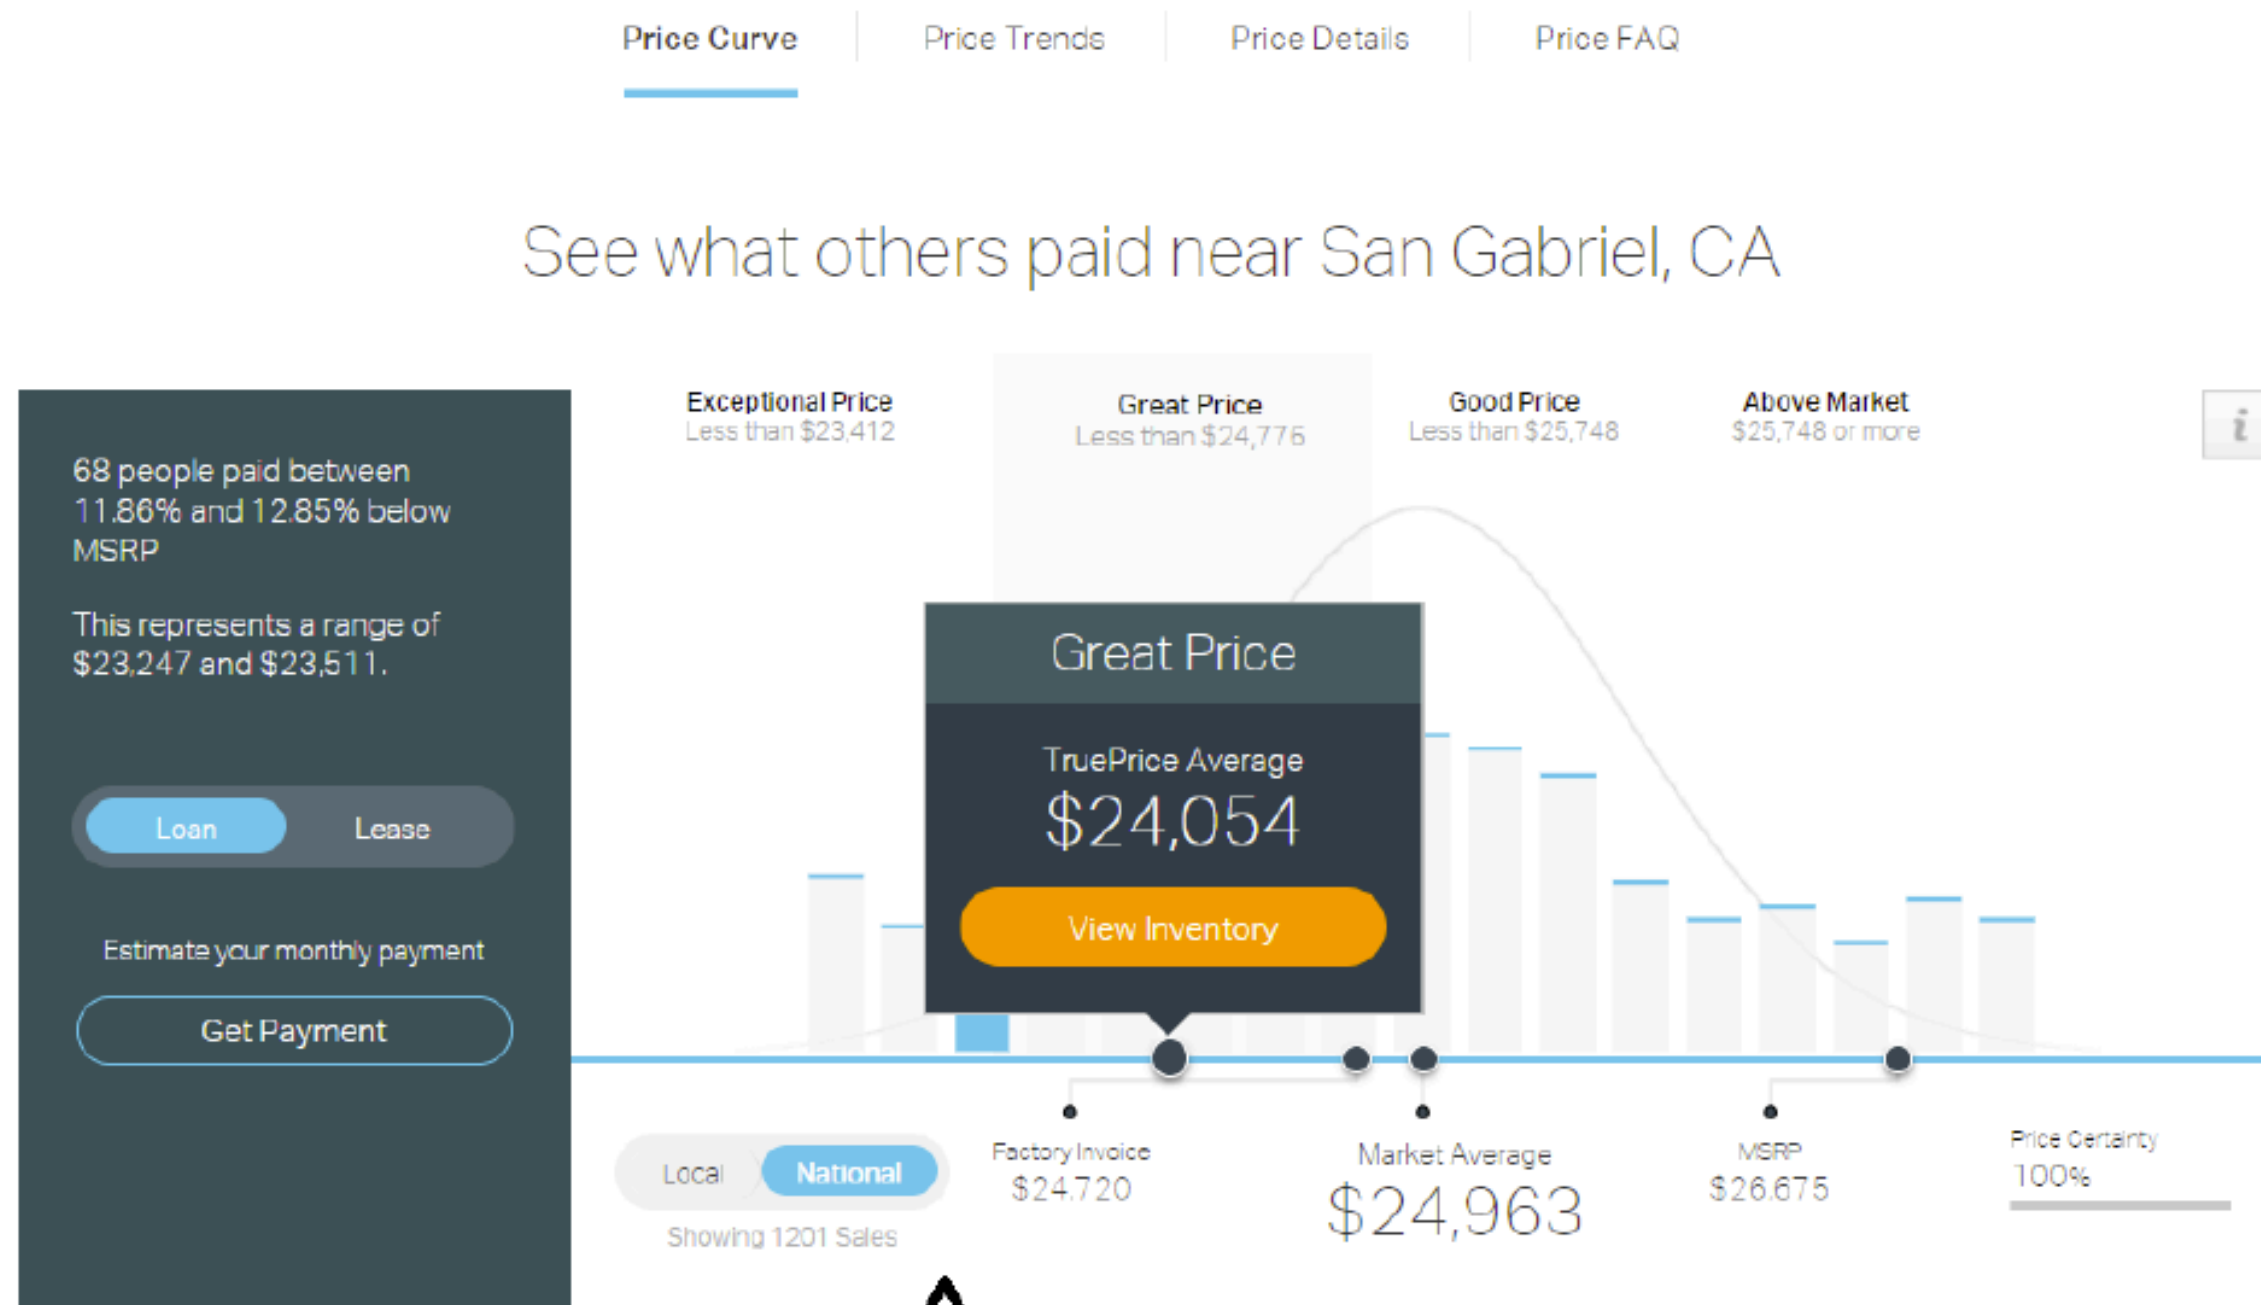 Price Curve
Price Trends
Price Details
Price FAQ
See what others paid near San Gabriel, CA
68 people paid between
11.86% and 12.85% below
MSRP
This represents a range of
$23,247 and $23,511.
Loan
Lease
Estimate your monthly payment
Get Payment
Exceptional Price
Less than $23,412
Great Price
Less than $24,776
Good Price
Less than $25,748
Above Market
$25,748 or more
i
Great Price
TruePrice Average
$24,054
View Inventory
Local
National
Showing 1201 Sales
Factory Invoice
$24.720
Market Average
$24,963
MSRP
$26.675
Price Certainty
100%